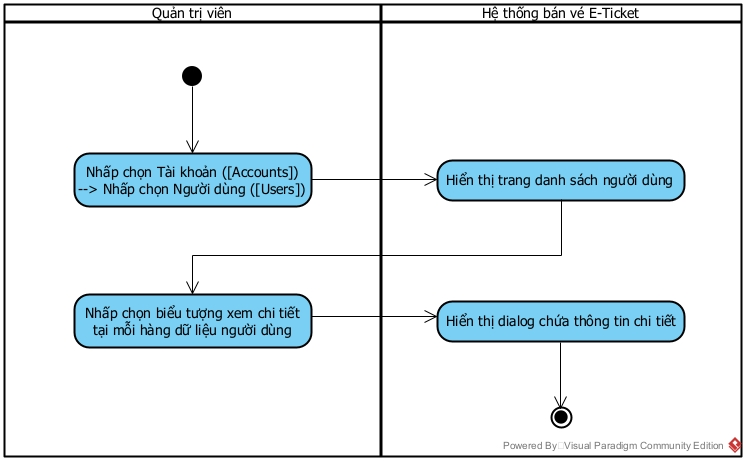 Quản trị viên
Hệ thống bán vé E-Ticket
Nhấp chọn Tài khoản ([Accounts])
--> Nhấp chọn Người dùng ([Users])
Hiển thị trang danh sách người dùng
Nhấp chọn biểu tượng xem chi tiết
tại mỗi hàng dữ liệu người dùng
Hiển thị dialog chứa thông tin chi tiết
Powered By Visual Paradigm Community Edition